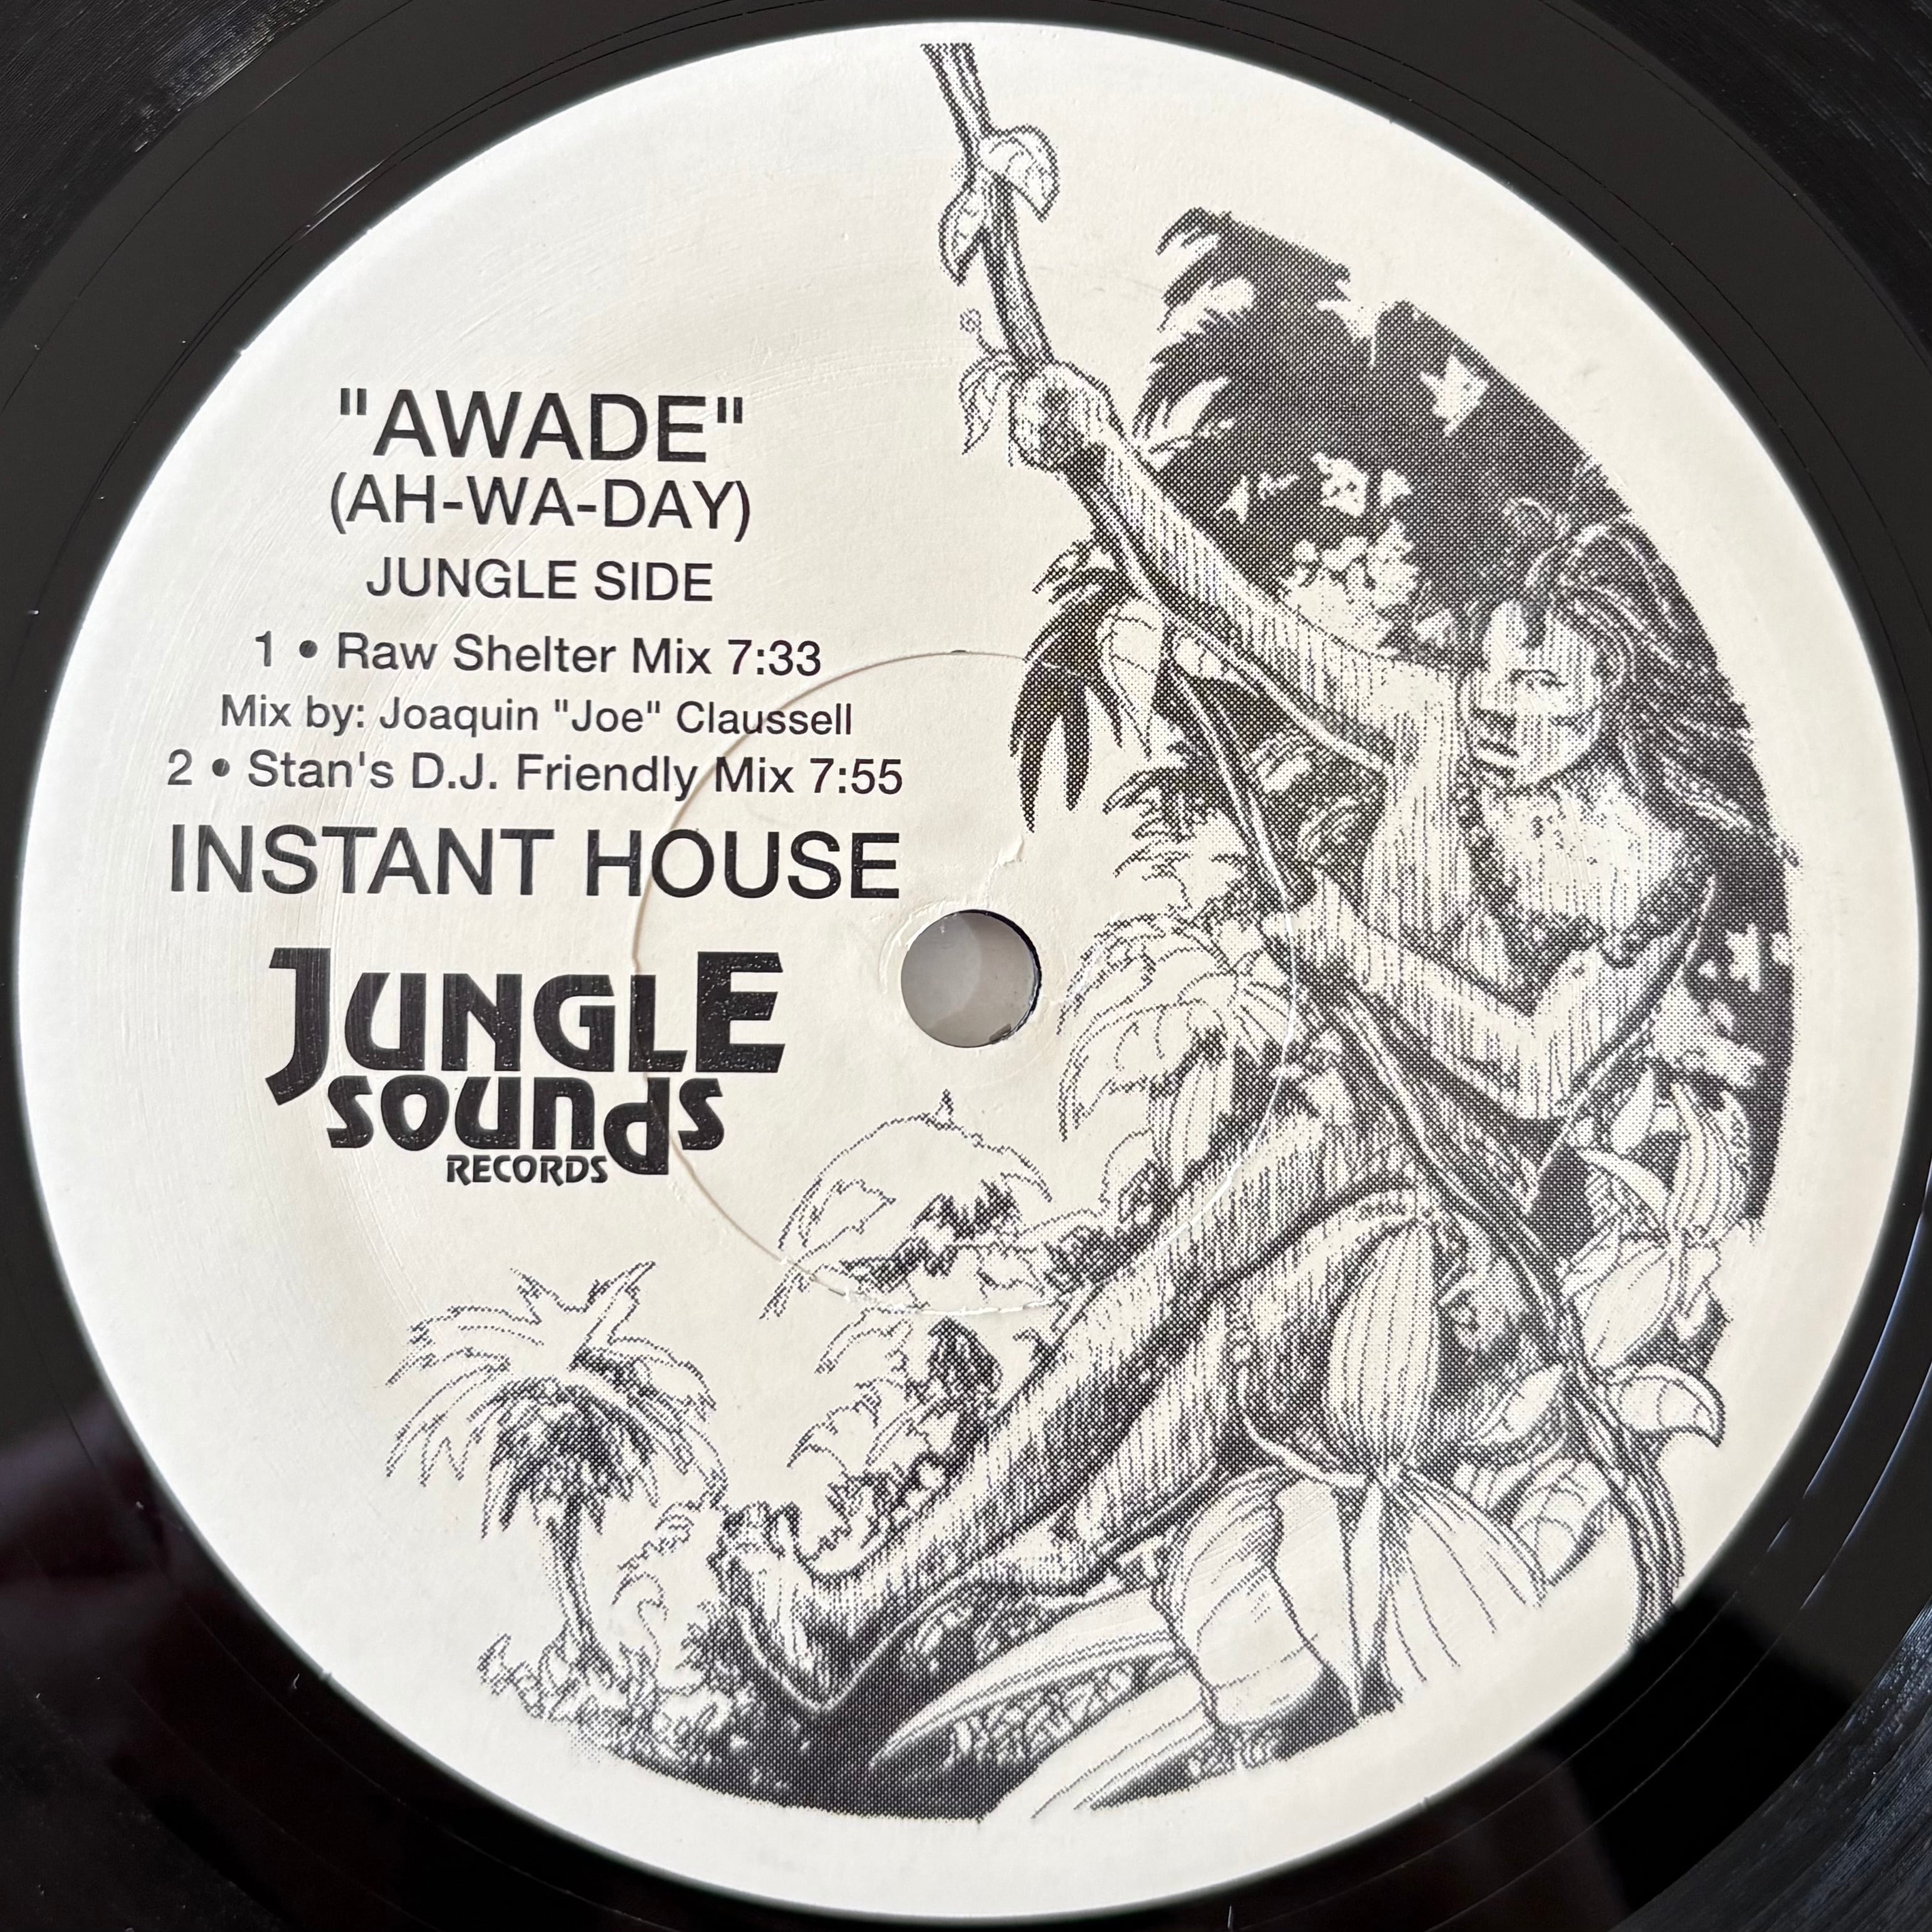 "AWADE"
(AH-WA-DAY)
JUNGLE SIDE
1 • Raw Shelter Mix 7:33
Mix by: Joaquin "Joe" Claussell
2 • Stan's D.J. Friendly Mix 7:55
INSTANT HOUSE
JUNGLE
sounds
RECORDS